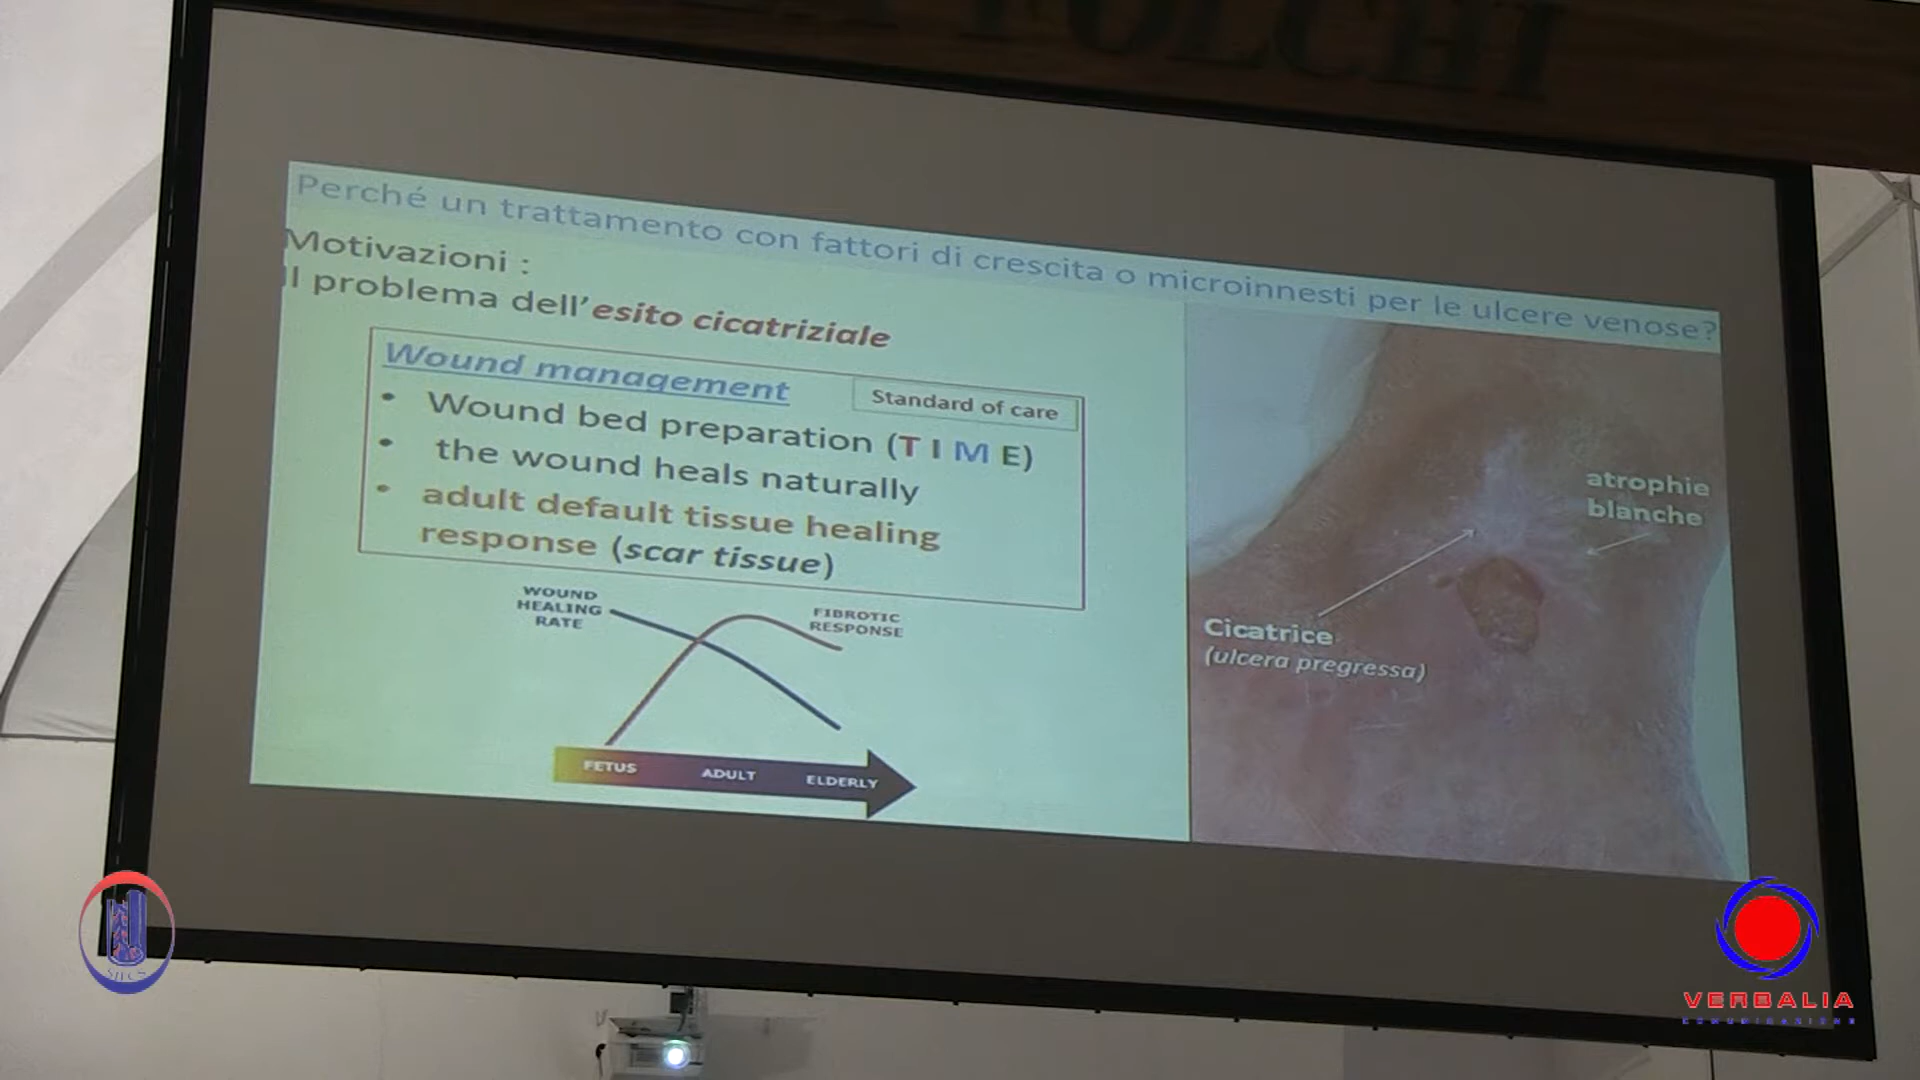 Perché un trattamento con fattori di crescita o microinnesti per le ulcere venose?
Motivazioni :
Il problema dell'esito cicatriziale
Wound management
Standard of care
• Wound bed preparation (T I M E)
• the wound heals naturally
• adult default tissue healing
response (scar tissue)
WOUND
HEALING
RATE
FIBROTIC
RESPONSE
FETUS
ADULT
ELDERLY
atrophie
blanche
Cicatrice
(ulcera pregressa)
VERBALIA
COMUNICAZIONE